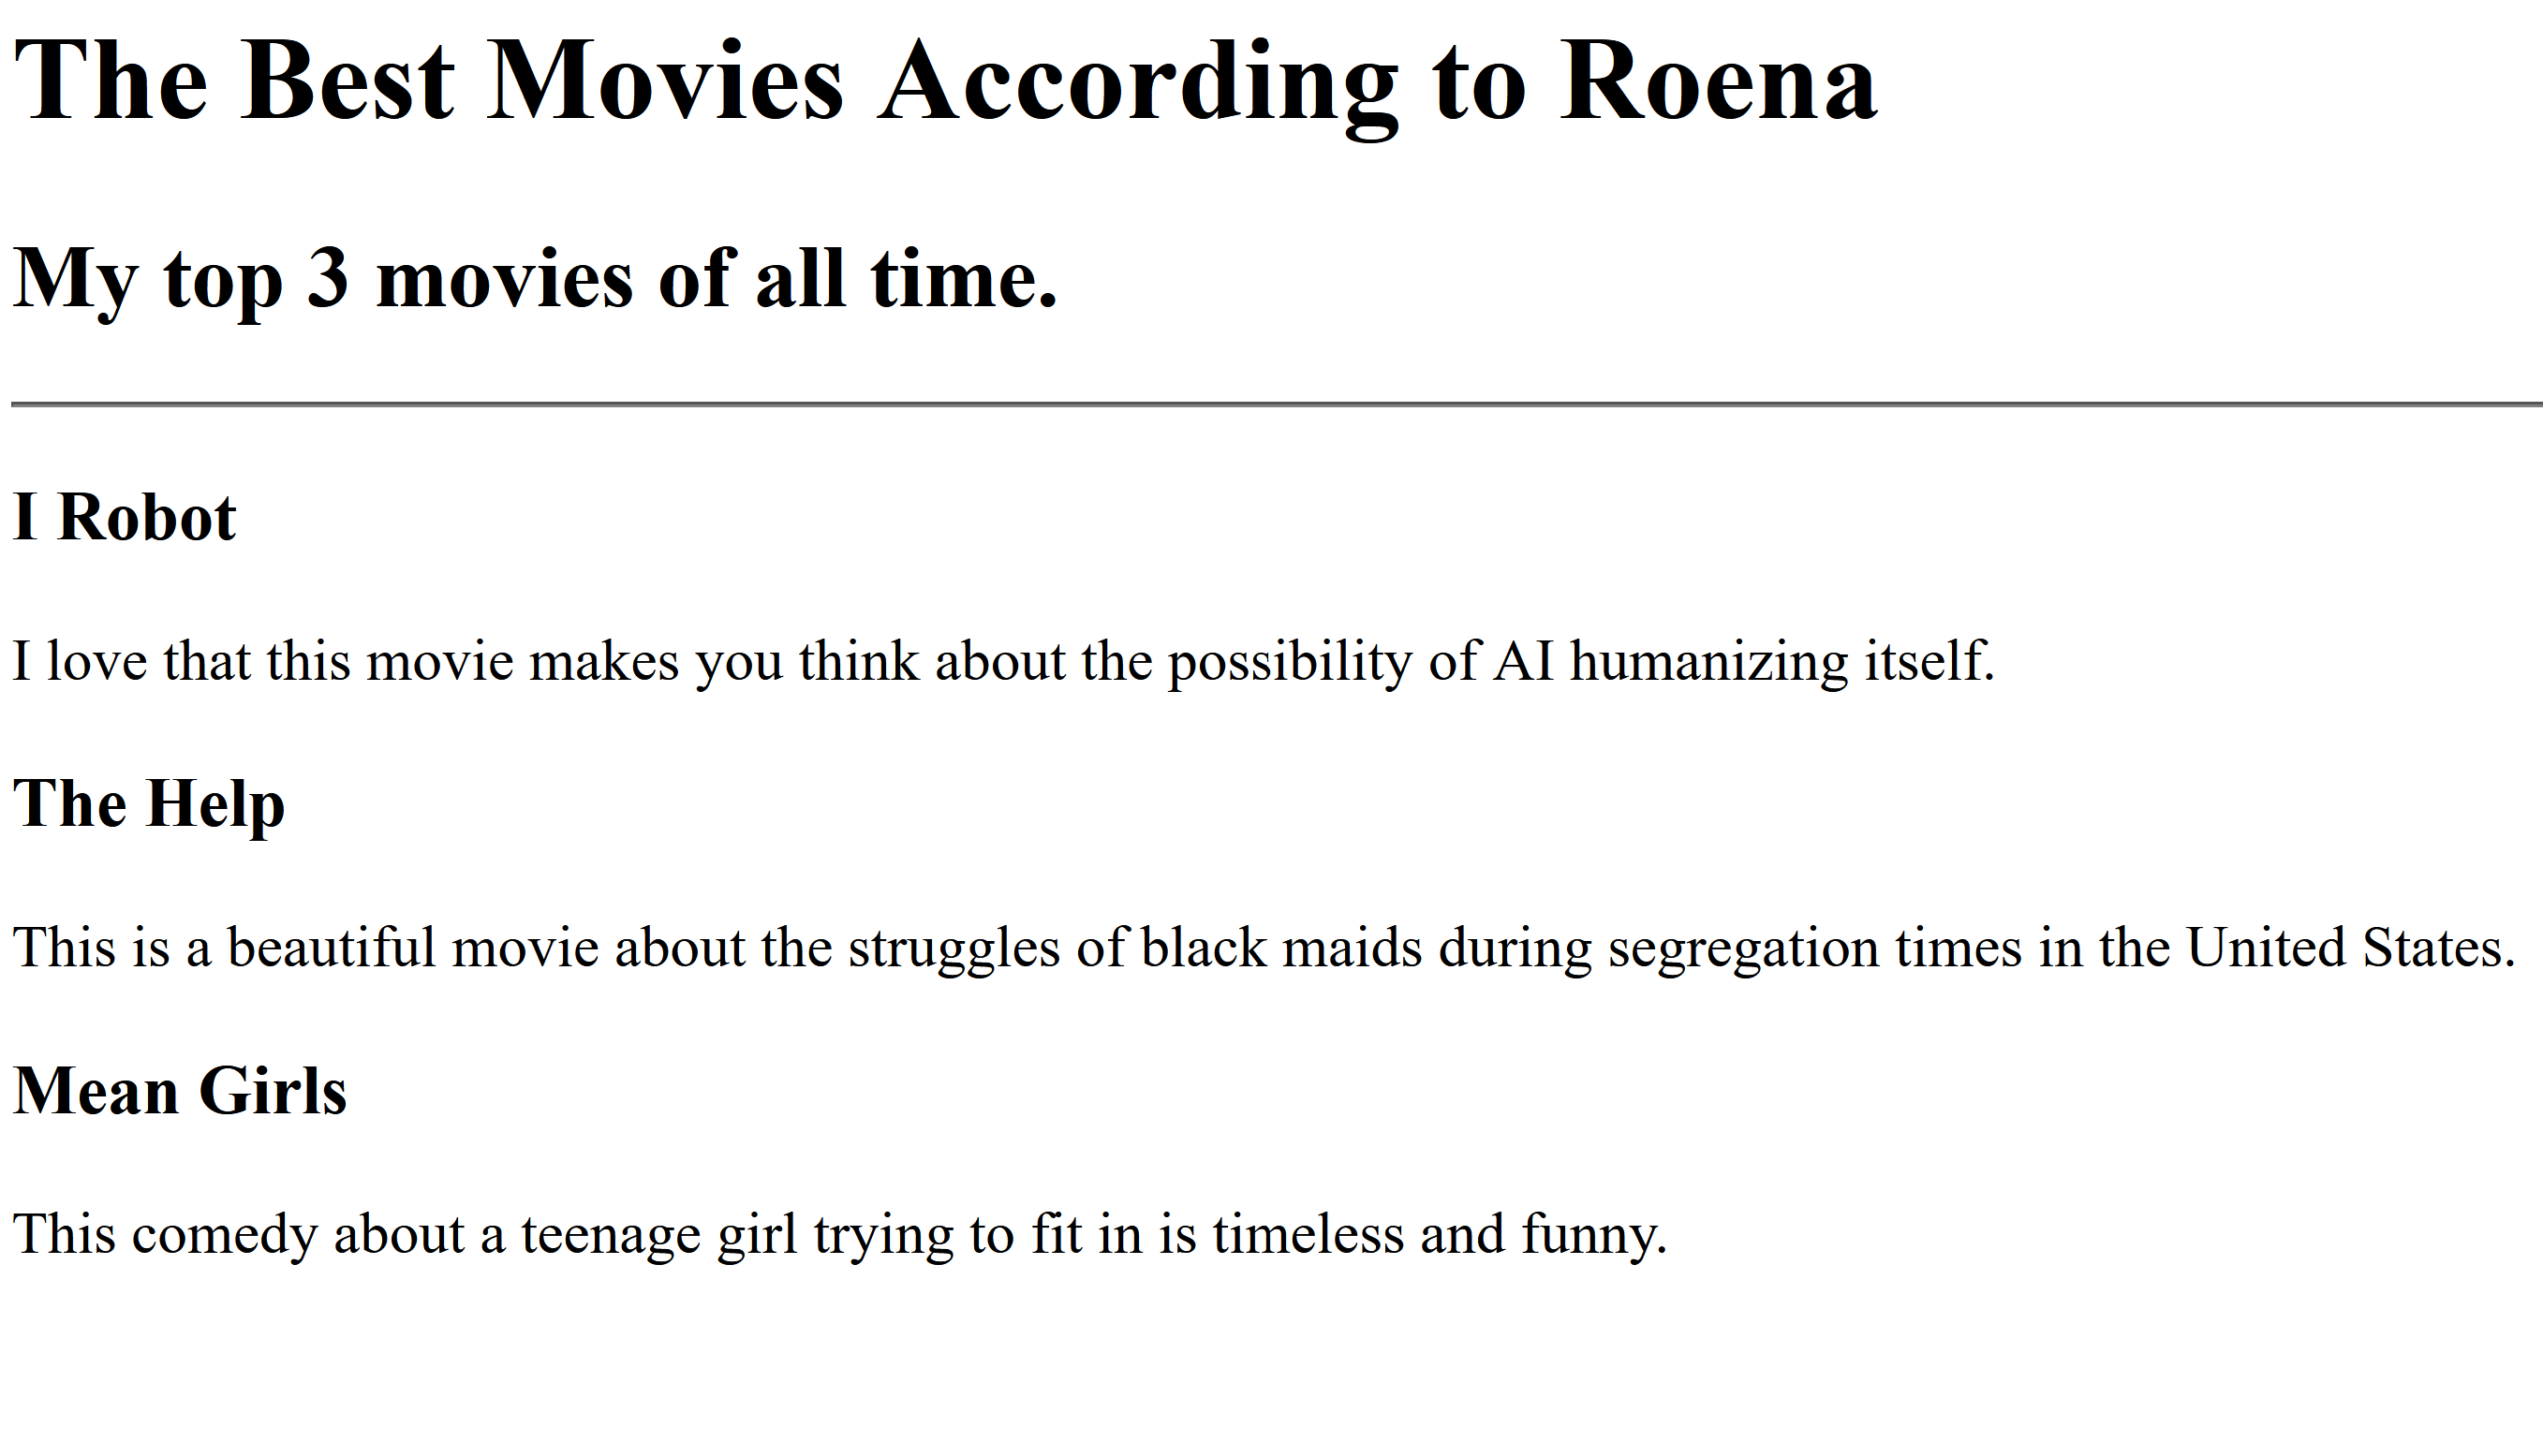 The Best Movies According to Roena
My top 3 movies of all time.
I Robot
I love that this movie makes you think about the possibility of AI humanizing itself.
The Help
This is a beautiful movie about the struggles of black maids during segregation times in the United States.
Mean Girls
This comedy about a teenage girl trying to fit in is timeless and funny.